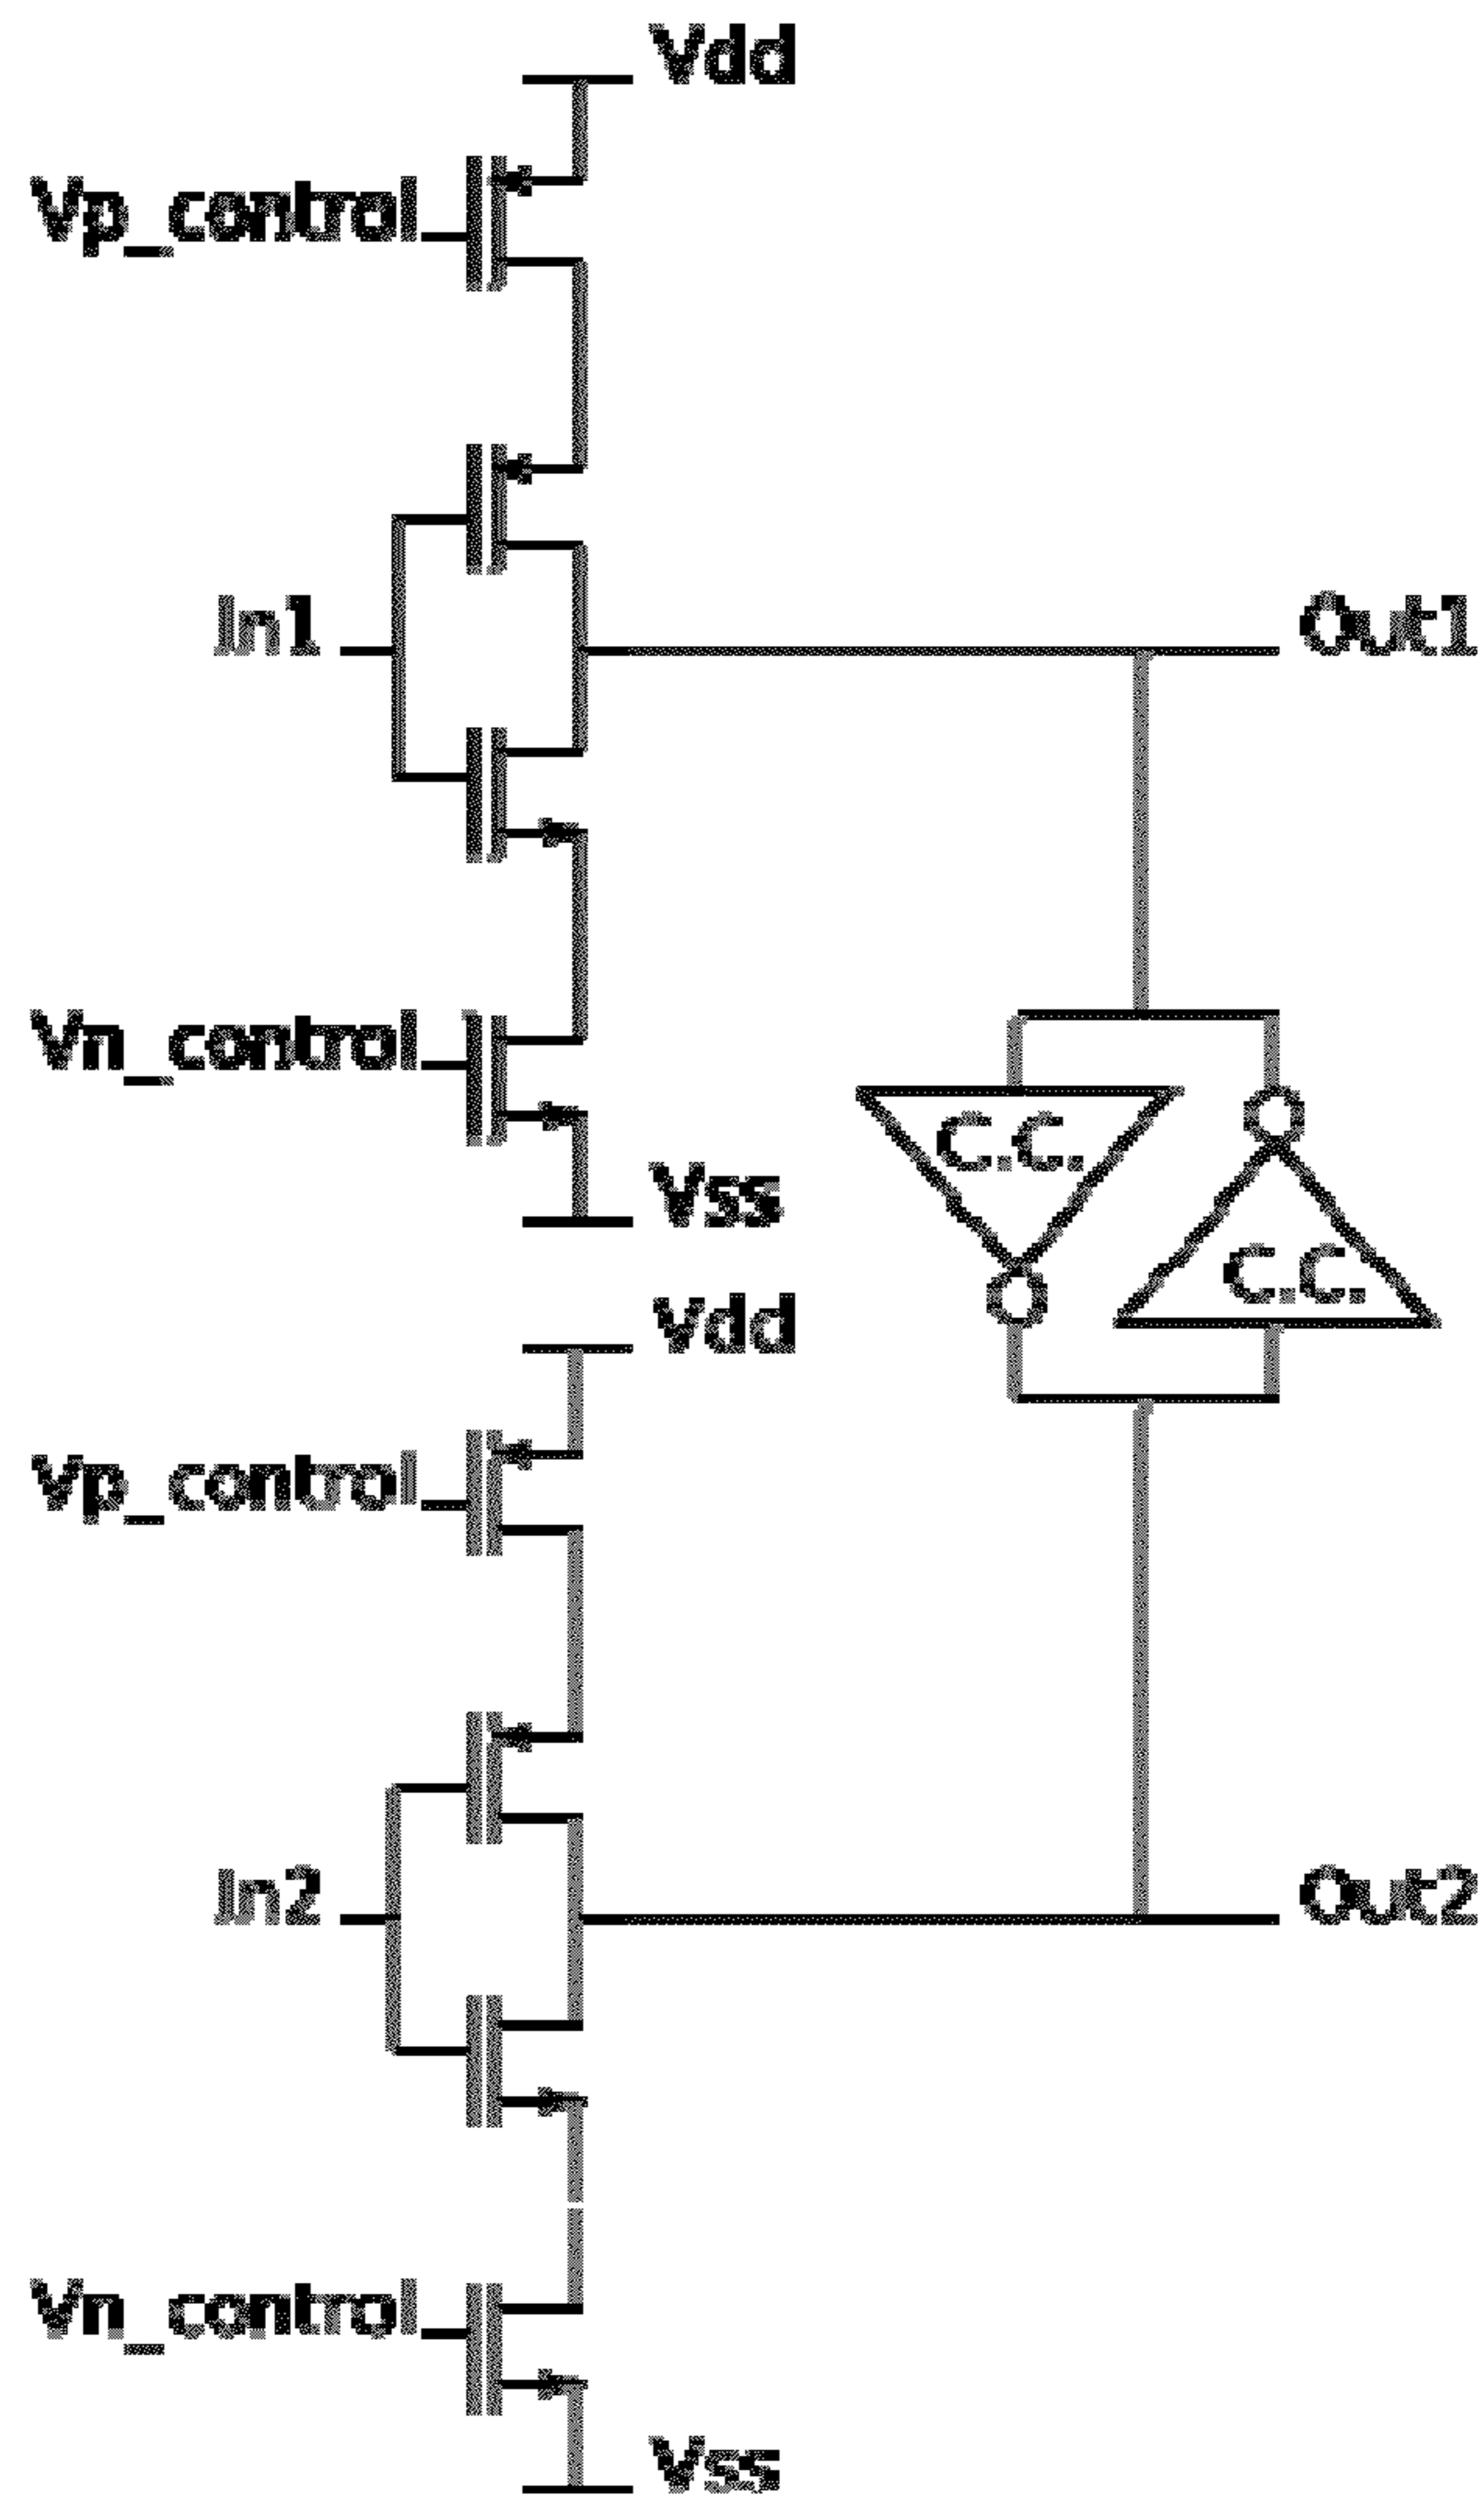 Vdd
Vp_control
In1
Out1
Vn_control
C.C.
Vss
C.C.
Vdd
Vp_control
In2
Out2
Vn_control
Vss